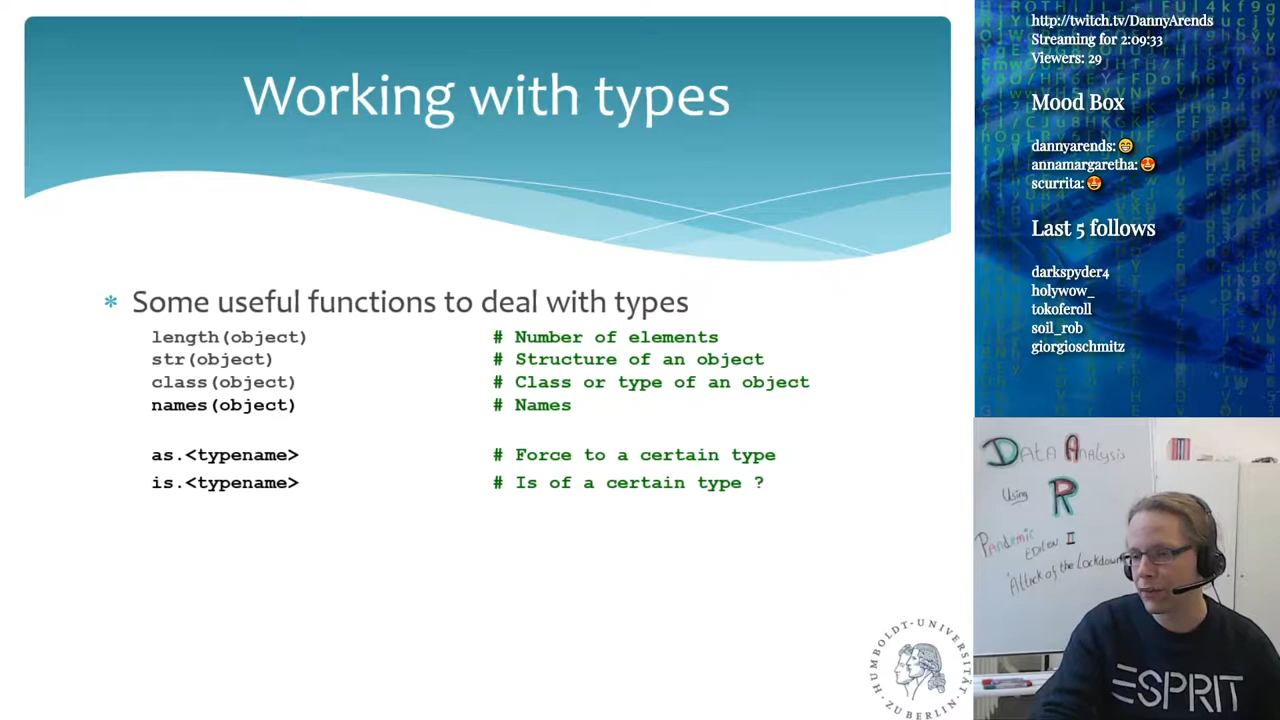 Working with types
* Some useful functions to deal with types
length(object) # Number of elements
str(object) # Structure of an object
class(object) # Class or type of an object
names(object) # Names
as.<typename> # Force to a certain type
is.<typename> # Is of a certain type ?
HUMBOLDT-UNIVERSITÄT
·ZU BERLIN·
http://twitch.tv/DannyArends
Streaming for 2:09:33
Viewers: 29
Mood Box
dannyarends: 😁
annamargaretha: 😍
scurrita: 😍
Last 5 follows
darkspyder4
holywow_
tokoferoll
soil_rob
giorgioschmitz
Data Analysis
Using R
Pandemic
Edition II
"Attack of the Lockdown
ESPRIT